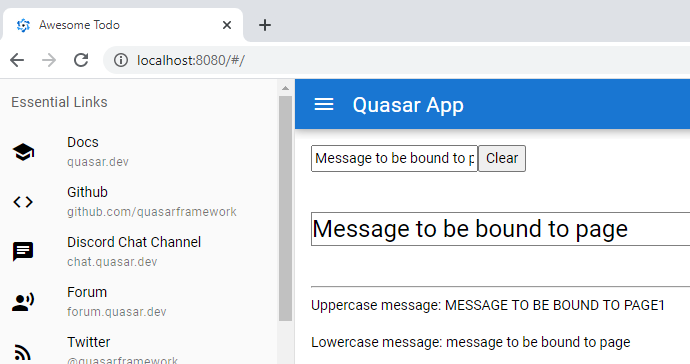 Awesome Todo
localhost:8080/#/
Essential Links
Docs
quasar.dev
Github
github.com/quasarframework
Discord Chat Channel
chat.quasar.dev
Forum
forum.quasar.dev
Twitter
@quasarframework
Quasar App
Message to be bound to p
Clear
Message to be bound to page
Uppercase message: MESSAGE TO BE BOUND TO PAGE1
Lowercase message: message to be bound to page